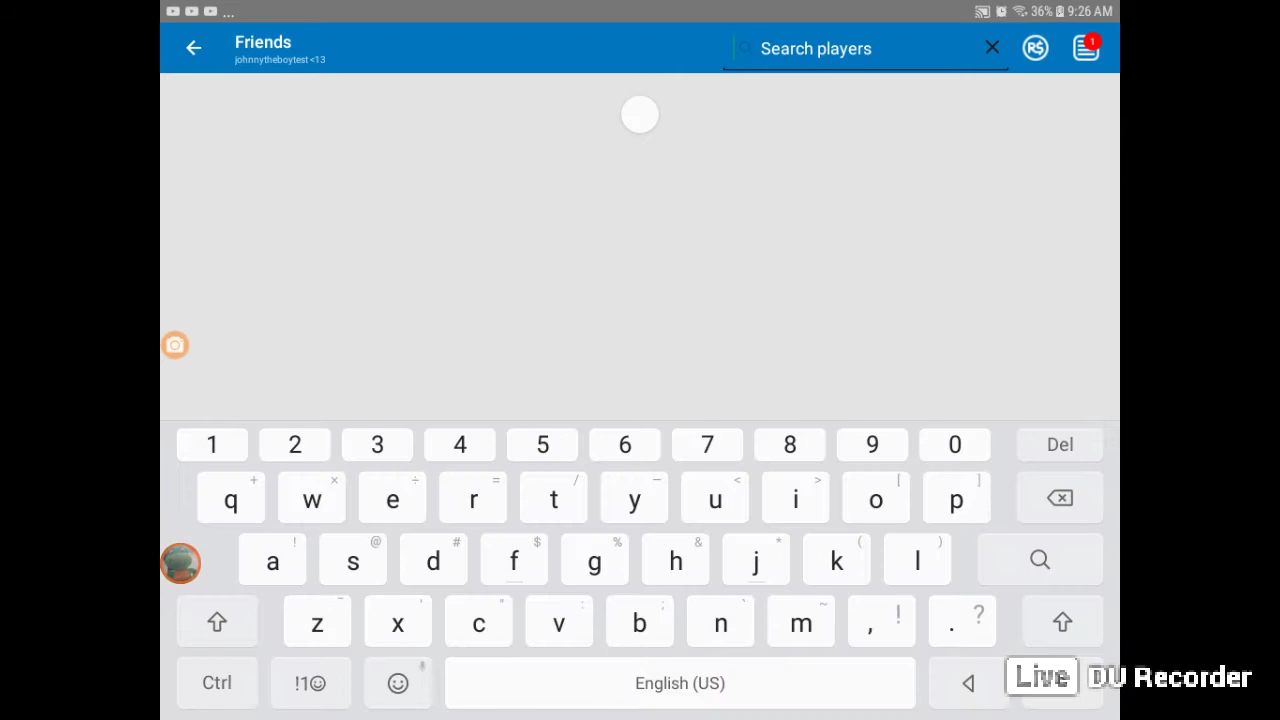 ... 36% 9:26 AM
Friends
johnnytheboytest <13
Search players
R$
1
1 2 3 4 5 6 7 8 9 0 Del
+ × ÷ = / _ < > [ ]
q w e r t y u i o p
! @ # $ % & * ( )
a s d f g h j k l
- ' " : ; ` ~ ! ?
z x c v b n m , .
Ctrl !1☺ English (US)
Live DU Recorder